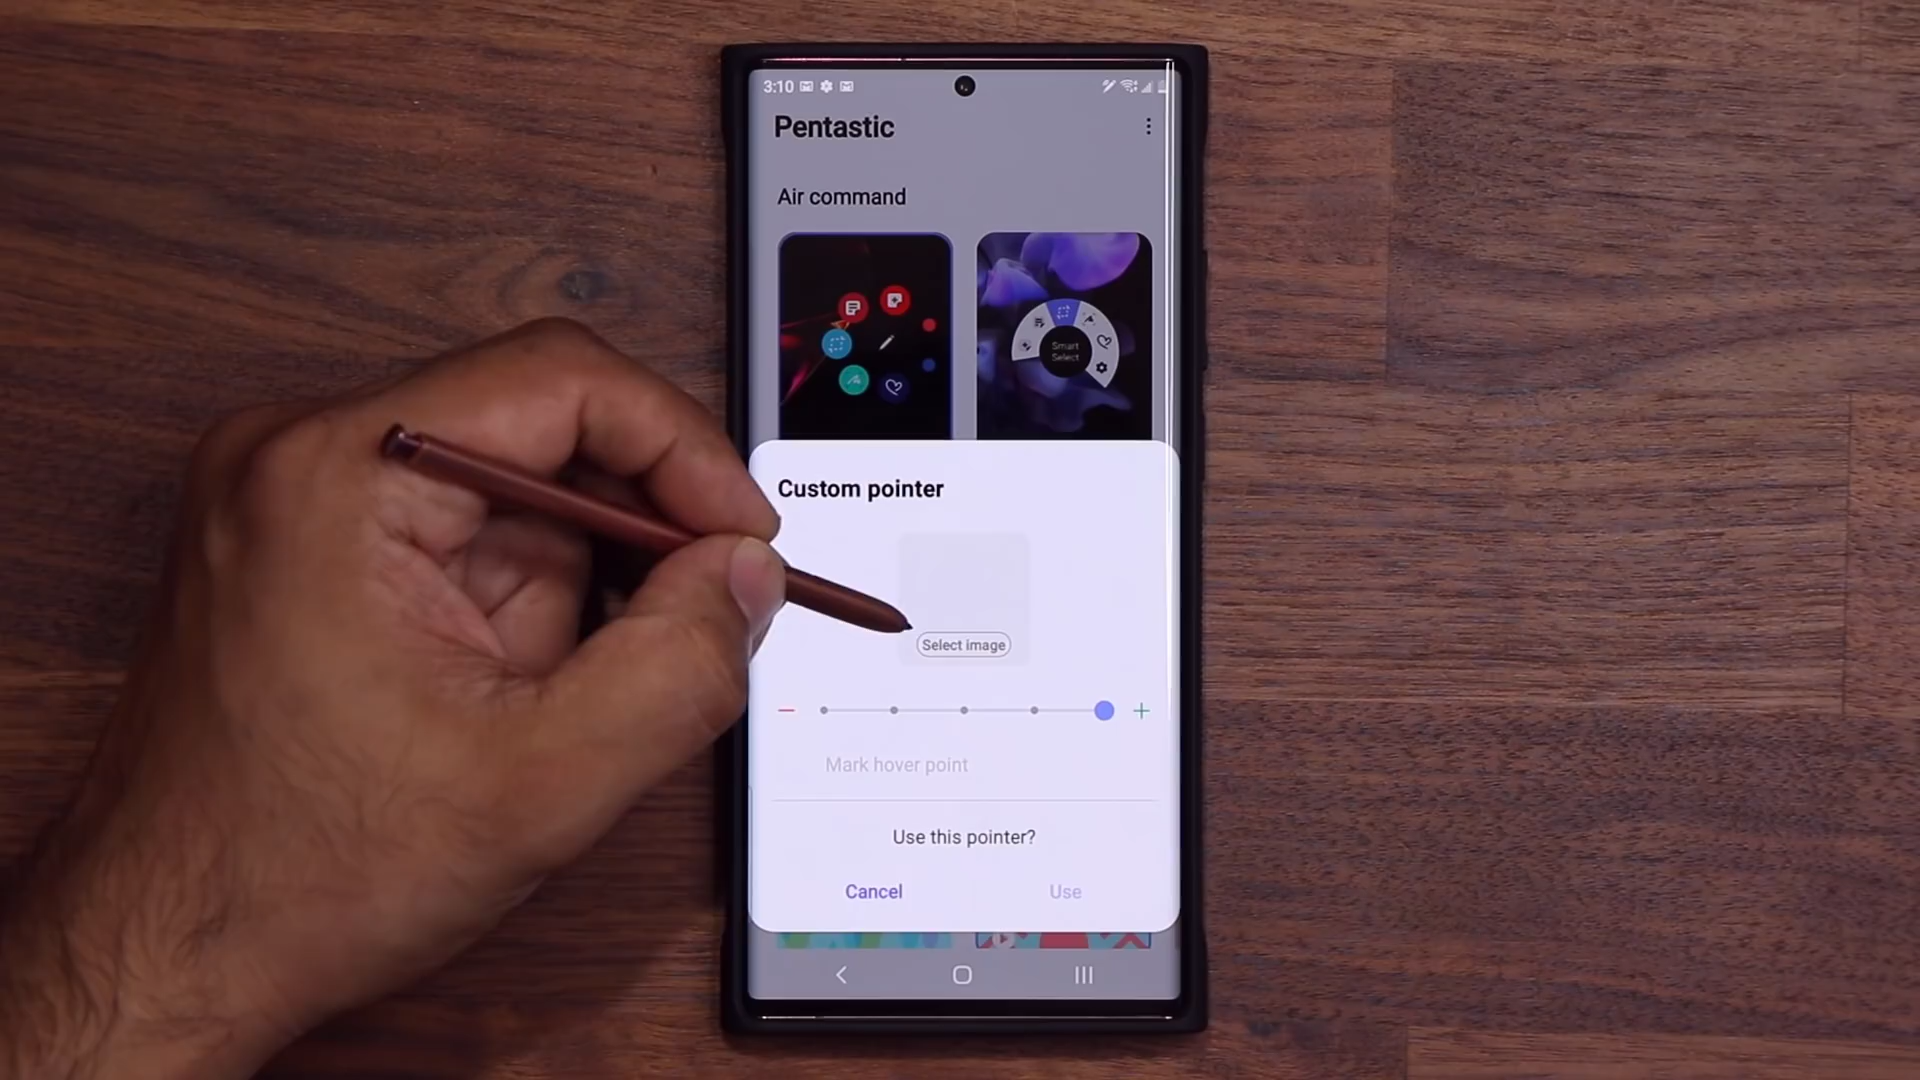 3:10
Pentastic
Air command
Smart
Select
Custom pointer
Select image
Mark hover point
Use this pointer?
Cancel
Use